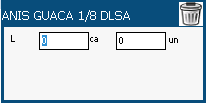 ANIS GUACA 1/8 DLSA
L 0 ca 0 un